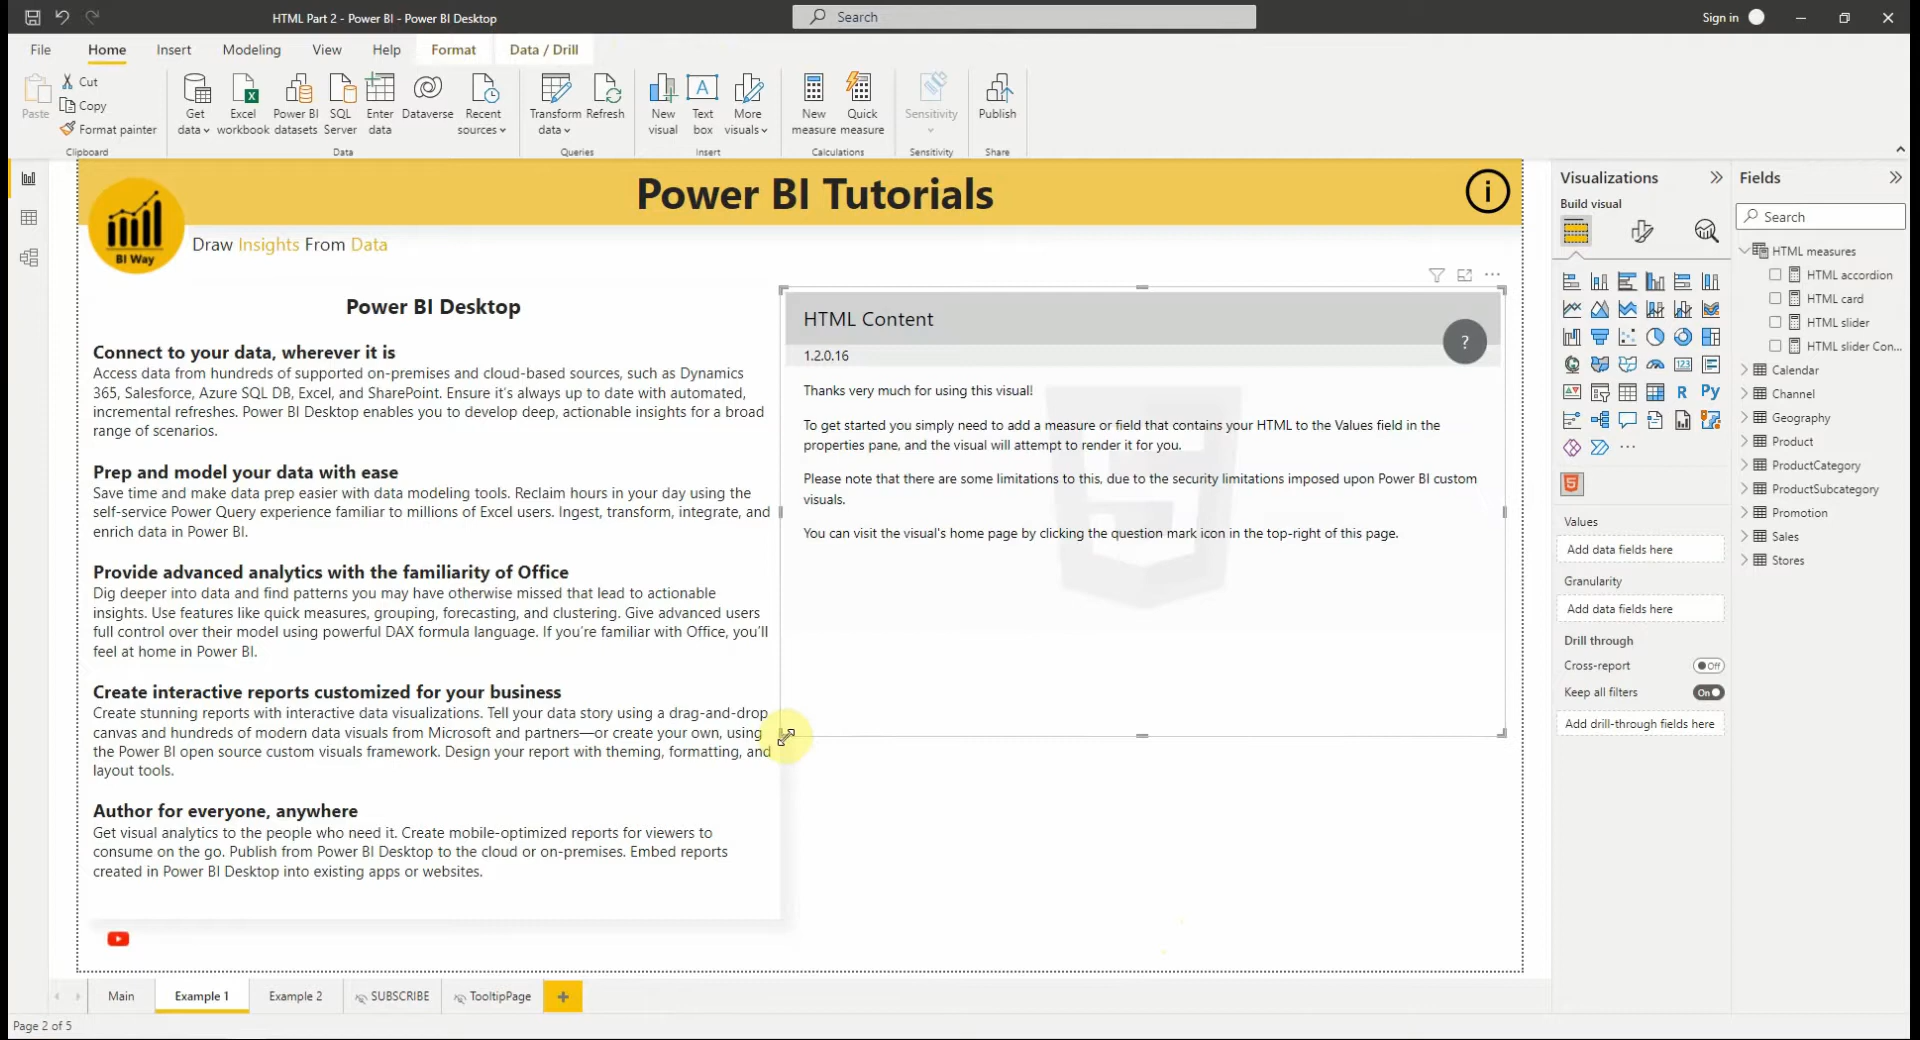 HTML Part 2 - Power BI - Power BI Desktop
Search
Sign in
File
Home
Insert
Modeling
View
Help
Format
Data / Drill
Paste
Cut
Copy
Format painter
Clipboard
Get data
Excel workbook
Power BI datasets
SQL Server
Enter data
Dataverse
Recent sources
Data
Transform data
Refresh
Queries
New visual
Text box
More visuals
Insert
New measure
Quick measure
Calculations
Sensitivity
Sensitivity
Publish
Share
Power BI Tutorials
i
BI Way
Draw Insights From Data
Power BI Desktop
Connect to your data, wherever it is
Access data from hundreds of supported on-premises and cloud-based sources, such as Dynamics
365, Salesforce, Azure SQL DB, Excel, and SharePoint. Ensure it's always up to date with automated,
incremental refreshes. Power BI Desktop enables you to develop deep, actionable insights for a broad
range of scenarios.
Prep and model your data with ease
Save time and make data prep easier with data modeling tools. Reclaim hours in your day using the
self-service Power Query experience familiar to millions of Excel users. Ingest, transform, integrate, and
enrich data in Power BI.
Provide advanced analytics with the familiarity of Office
Dig deeper into data and find patterns you may have otherwise missed that lead to actionable
insights. Use features like quick measures, grouping, forecasting, and clustering. Give advanced users
full control over their model using powerful DAX formula language. If you're familiar with Office, you'll
feel at home in Power BI.
Create interactive reports customized for your business
Create stunning reports with interactive data visualizations. Tell your data story using a drag-and-drop
canvas and hundreds of modern data visuals from Microsoft and partners—or create your own, using
the Power BI open source custom visuals framework. Design your report with theming, formatting, and
layout tools.
Author for everyone, anywhere
Get visual analytics to the people who need it. Create mobile-optimized reports for viewers to
consume on the go. Publish from Power BI Desktop to the cloud or on-premises. Embed reports
created in Power BI Desktop into existing apps or websites.
HTML Content
?
1.2.0.16
Thanks very much for using this visual!
To get started you simply need to add a measure or field that contains your HTML to the Values field in the
properties pane, and the visual will attempt to render it for you.
Please note that there are some limitations to this, due to the security limitations imposed upon Power BI custom
visuals.
You can visit the visual's home page by clicking the question mark icon in the top-right of this page.
Visualizations
Build visual
123
R
Py
5
Values
Add data fields here
Granularity
Add data fields here
Drill through
Cross-report
Off
Keep all filters
On
Add drill-through fields here
Fields
Search
HTML measures
HTML accordion
HTML card
HTML slider
HTML slider Con...
Calendar
Channel
Geography
Product
ProductCategory
ProductSubcategory
Promotion
Sales
Stores
Main
Example 1
Example 2
SUBSCRIBE
TooltipPage
+
Page 2 of 5